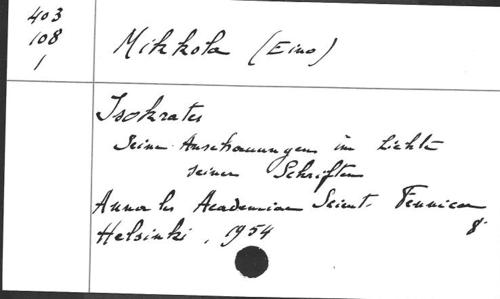 403
108
1
Mikkola (Eino)
Isokrates
Seine Anschauungen im Lichte
seiner Schriften
Annales Academiae Scient. Fennicae
Helsinki, 1954 8°